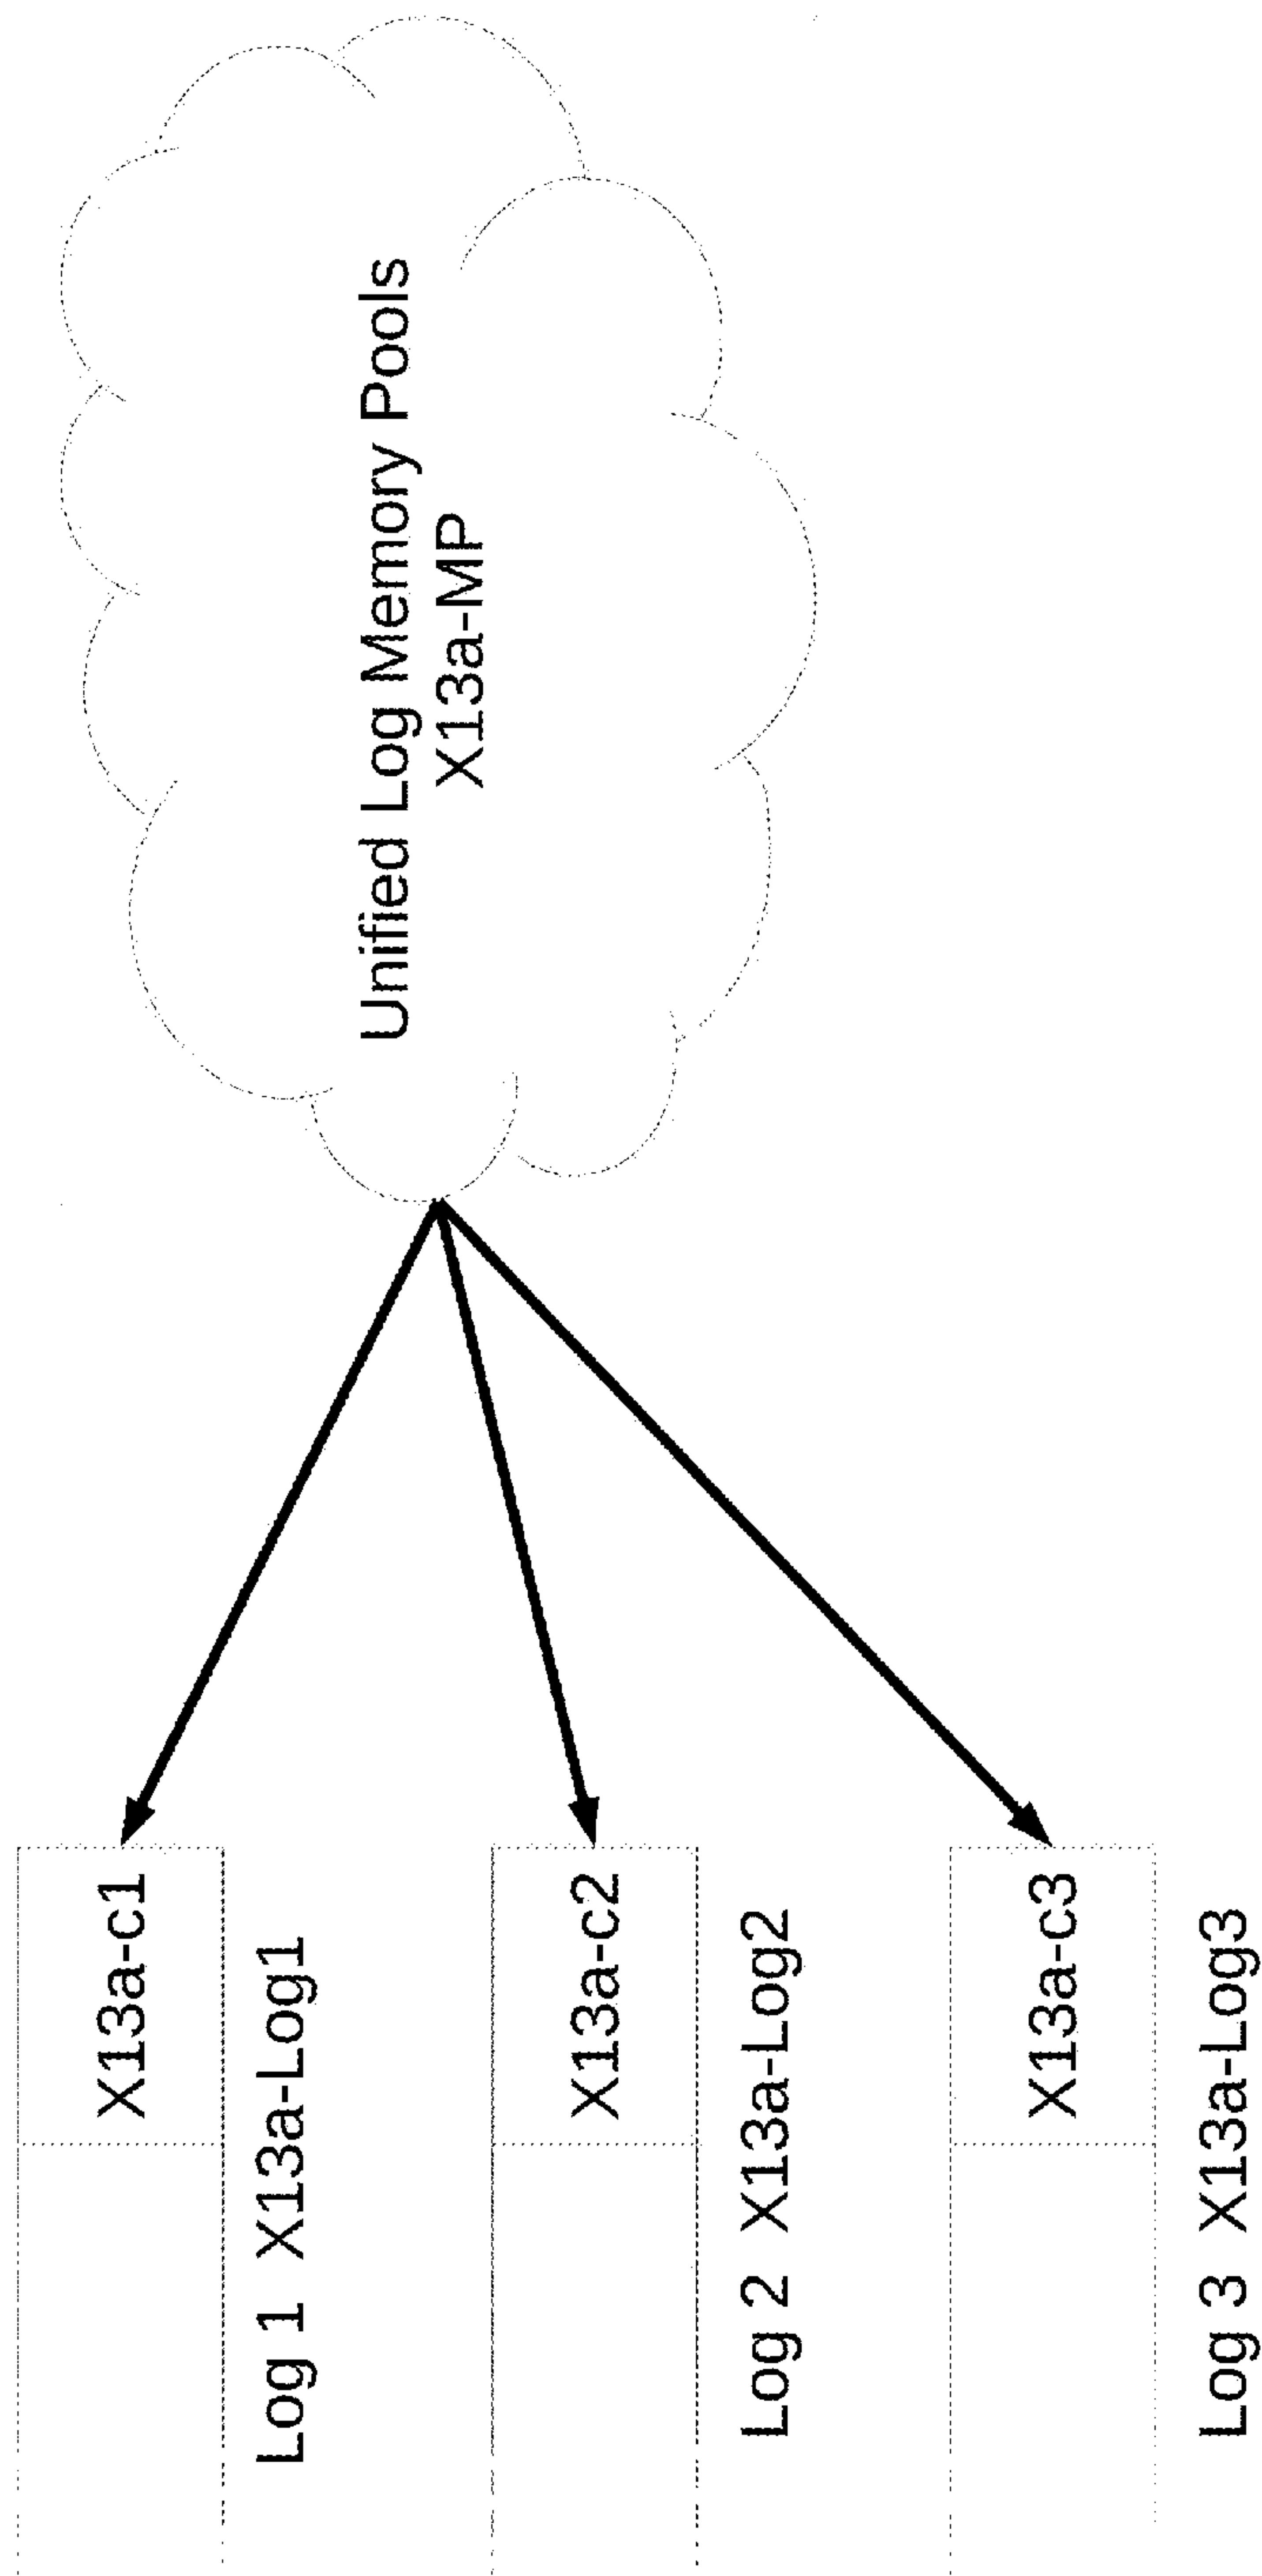 Unified Log Memory Pools
X13a-MP
X13a-c1
Log 1 X13a-Log1
X13a-c2
Log 2 X13a-Log2
X13a-c3
Log 3 X13a-Log3